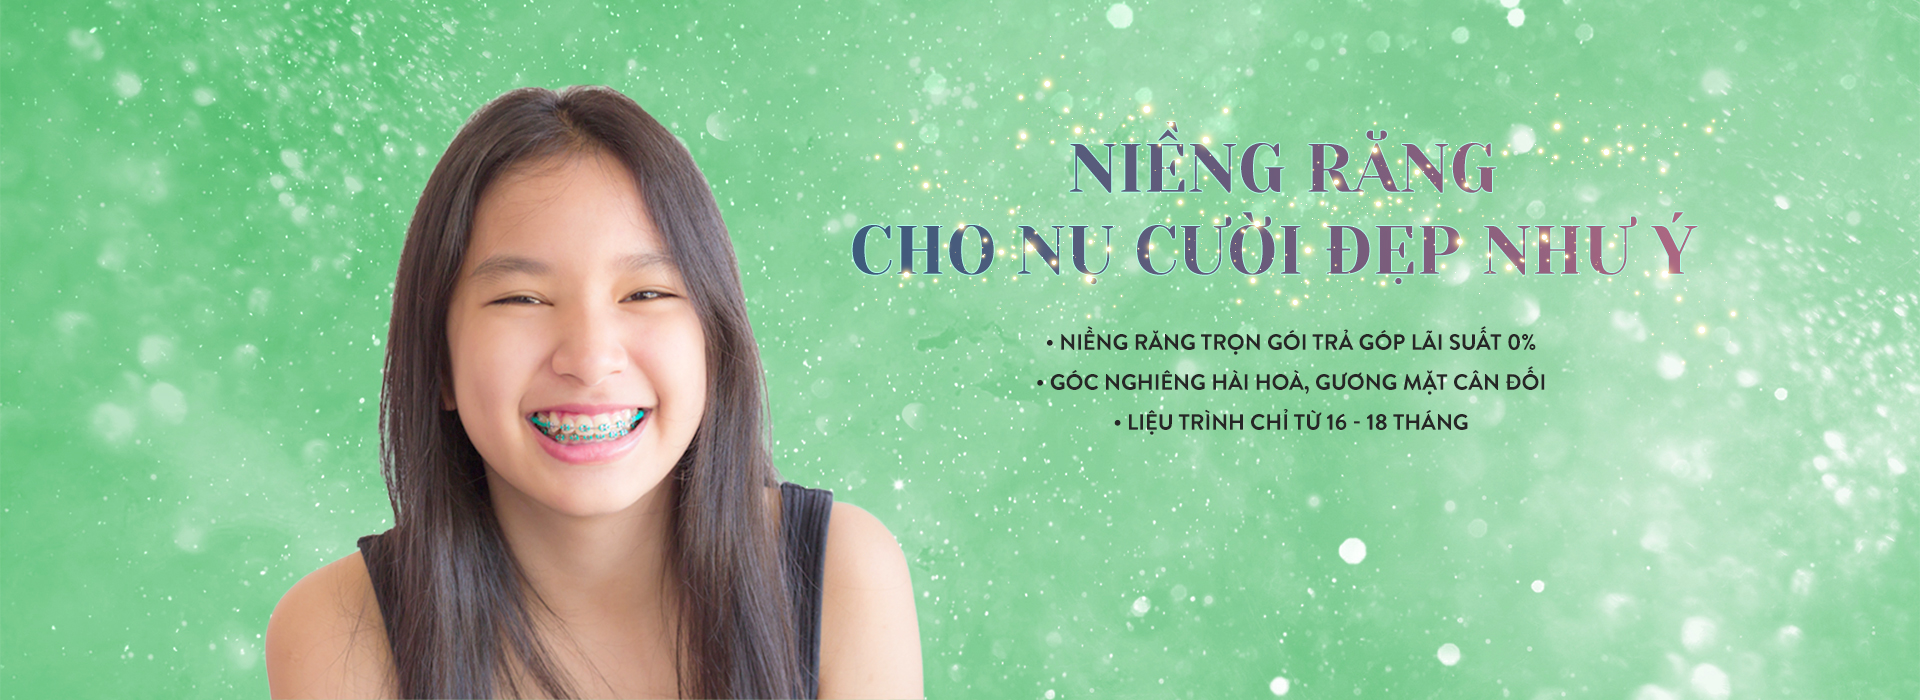 NIỀNG RĂNG
CHO NỤ CƯỜI ĐẸP NHƯ Ý
• NIỀNG RĂNG TRỌN GÓI TRẢ GÓP LÃI SUẤT 0%
• GÓC NGHIÊNG HÀI HOÀ, GƯƠNG MẶT CÂN ĐỐI
• LIỆU TRÌNH CHỈ TỪ 16 - 18 THÁNG